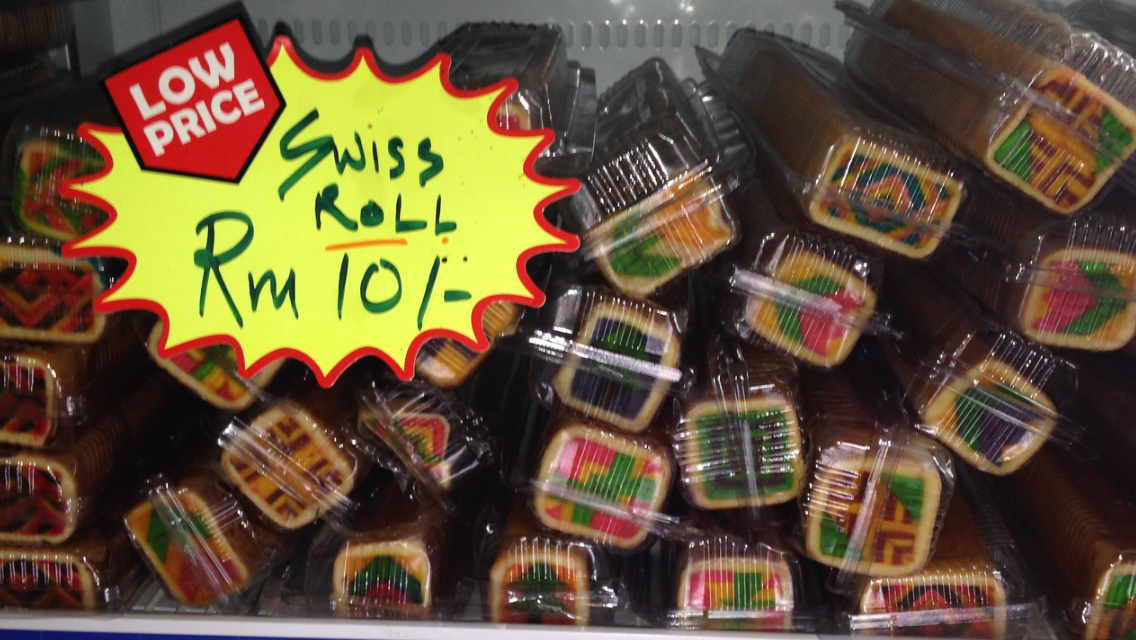 LOW
PRICE
SWISS
ROLL
Rm 10/-